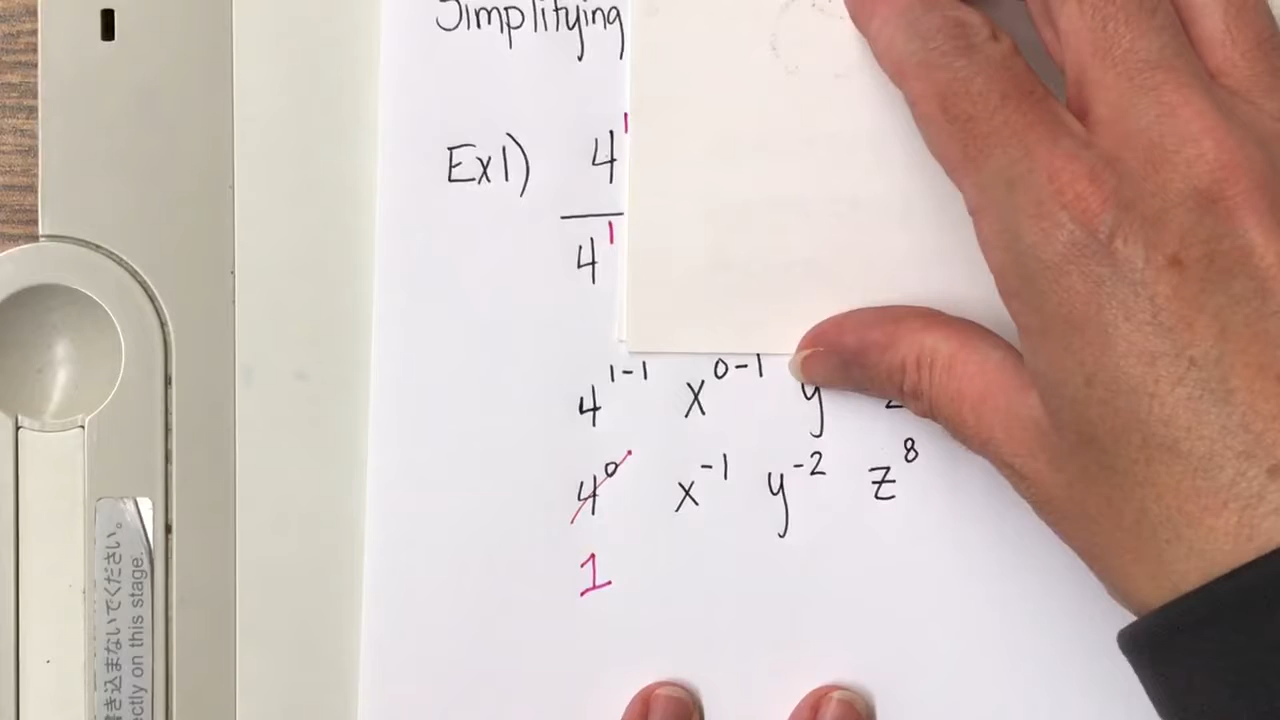 Simplifying
Ex1) 4¹
4¹
4¹⁻¹ x⁰⁻¹ y
4⁰ x⁻¹ y⁻² z⁸
1
き込まないでください。
ectly on this stage.